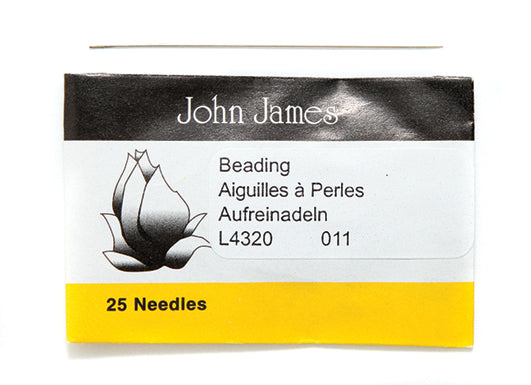 John James
Beading
Aiguilles à Perles
Aufreinadeln
L4320 011
25 Needles